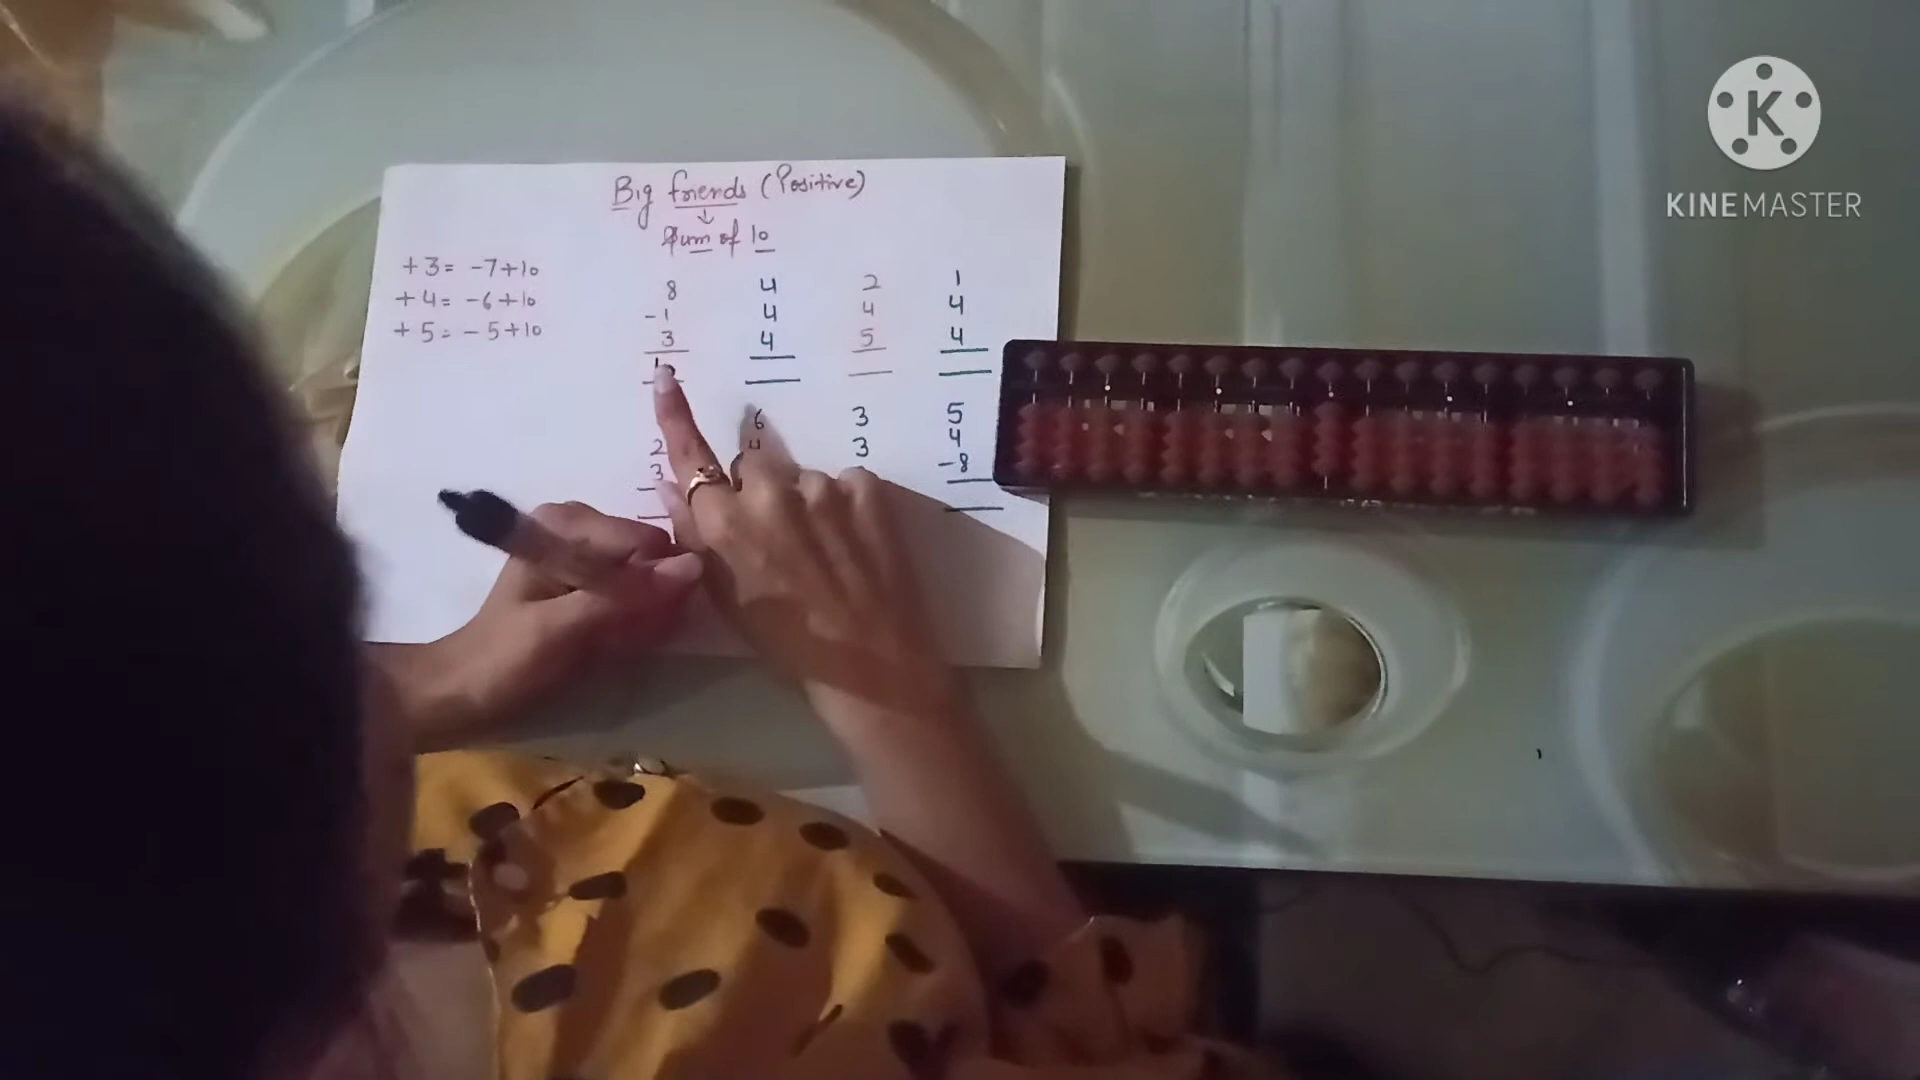 Big friends (Positive)
Sum of 10
+3= -7+10
+4= -6+10
+5= -5+10
8 4 2 1
-1 4 4 4
3 4 5 4
6 3 5
2 4 3 4
3 -8
K
KINEMASTER